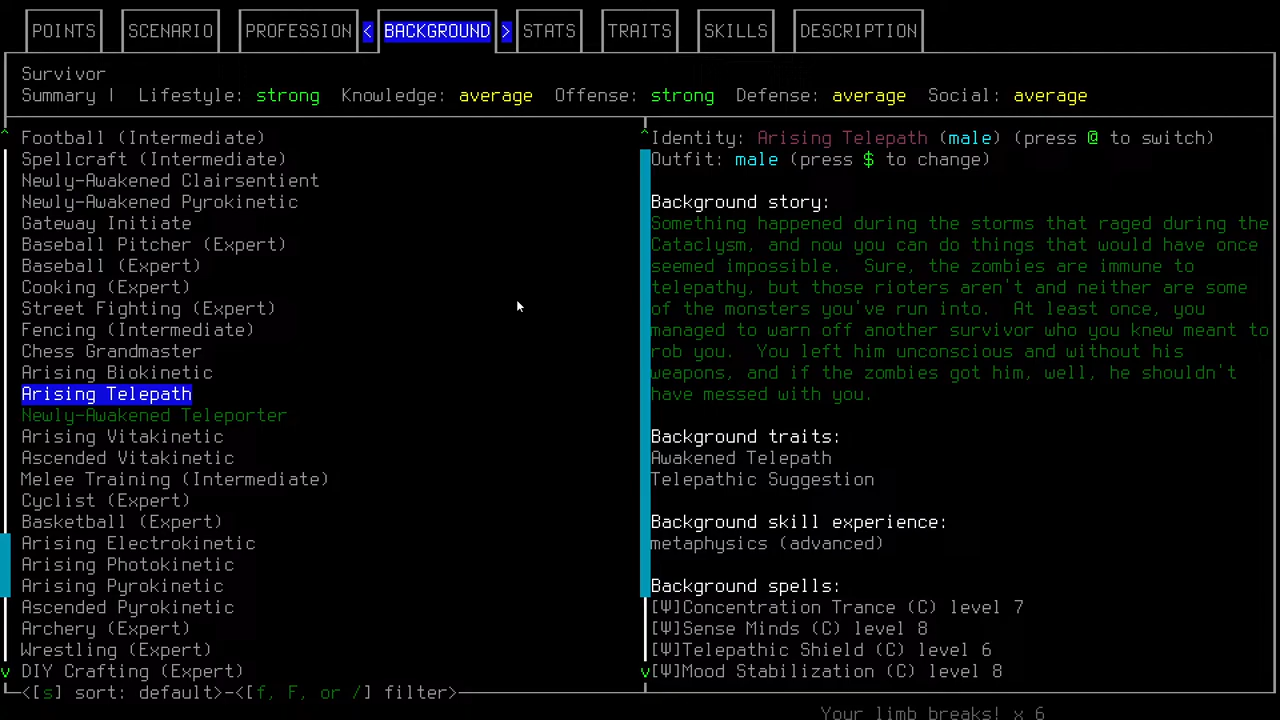 POINTS SCENARIO PROFESSION < BACKGROUND > STATS TRAITS SKILLS DESCRIPTION
Survivor
Summary | Lifestyle: strong Knowledge: average Offense: strong Defense: average Social: average
Football (Intermediate)
Spellcraft (Intermediate)
Newly-Awakened Clairsentient
Newly-Awakened Pyrokinetic
Gateway Initiate
Baseball Pitcher (Expert)
Baseball (Expert)
Cooking (Expert)
Street Fighting (Expert)
Fencing (Intermediate)
Chess Grandmaster
Arising Biokinetic
Arising Telepath
Newly-Awakened Teleporter
Arising Vitakinetic
Ascended Vitakinetic
Melee Training (Intermediate)
Cyclist (Expert)
Basketball (Expert)
Arising Electrokinetic
Arising Photokinetic
Arising Pyrokinetic
Ascended Pyrokinetic
Archery (Expert)
Wrestling (Expert)
DIY Crafting (Expert)
<[s] sort: default>-<[f, F, or /] filter>
Identity: Arising Telepath (male) (press @ to switch)
Outfit: male (press $ to change)
Background story:
Something happened during the storms that raged during the
Cataclysm, and now you can do things that would have once
seemed impossible. Sure, the zombies are immune to
telepathy, but those rioters aren't and neither are some
of the monsters you've run into. At least once, you
managed to warn off another survivor who you knew meant to
rob you. You left him unconscious and without his
weapons, and if the zombies got him, well, he shouldn't
have messed with you.
Background traits:
Awakened Telepath
Telepathic Suggestion
Background skill experience:
metaphysics (advanced)
Background spells:
[Ψ]Concentration Trance (C) level 7
[Ψ]Sense Minds (C) level 8
[Ψ]Telepathic Shield (C) level 6
[Ψ]Mood Stabilization (C) level 8
Your limb breaks! x 6